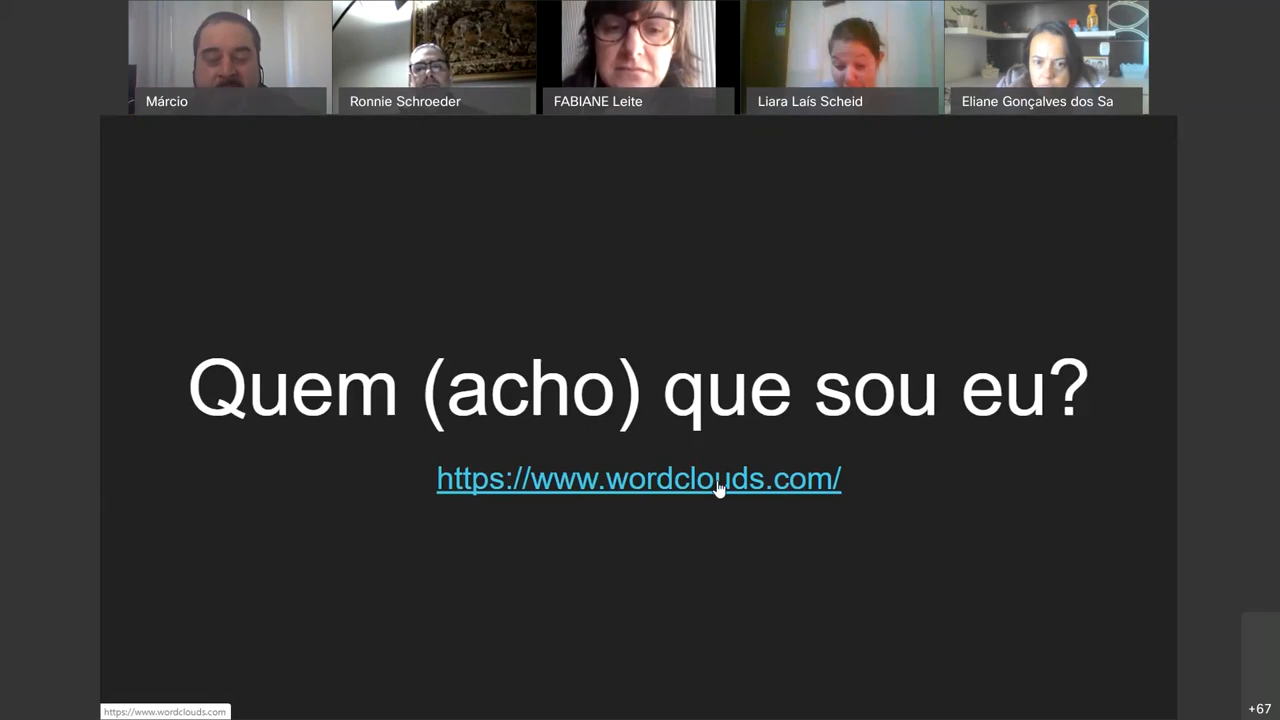 Márcio
Ronnie Schroeder
FABIANE Leite
Liara Laís Scheid
Eliane Gonçalves dos Sa
Quem (acho) que sou eu?
https://www.wordclouds.com/
https://www.wordclouds.com
+67